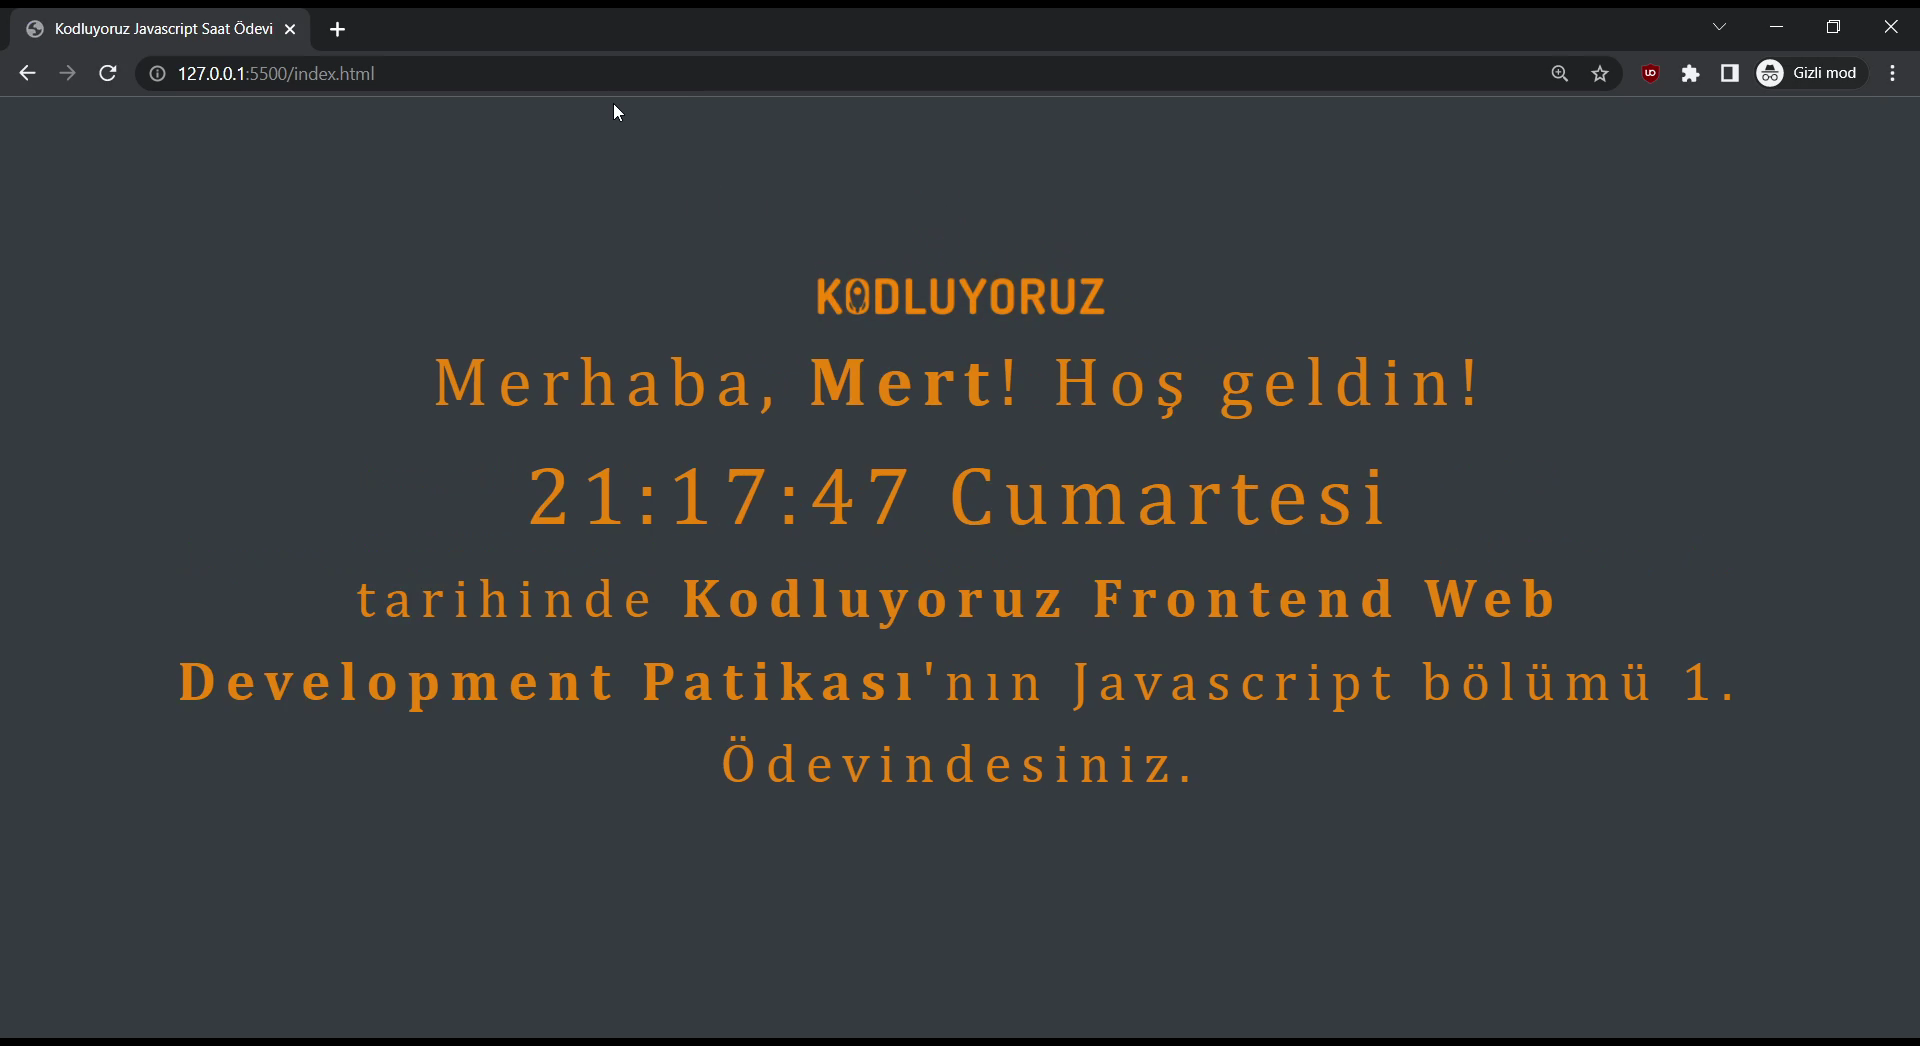 Kodluyoruz Javascript Saat Ödevi
127.0.0.1:5500/index.html
Gizli mod
KODLUYORUZ
Merhaba, Mert! Hoş geldin!
21:17:47 Cumartesi
tarihinde Kodluyoruz Frontend Web
Development Patikası'nın Javascript bölümü 1.
Ödevindesiniz.